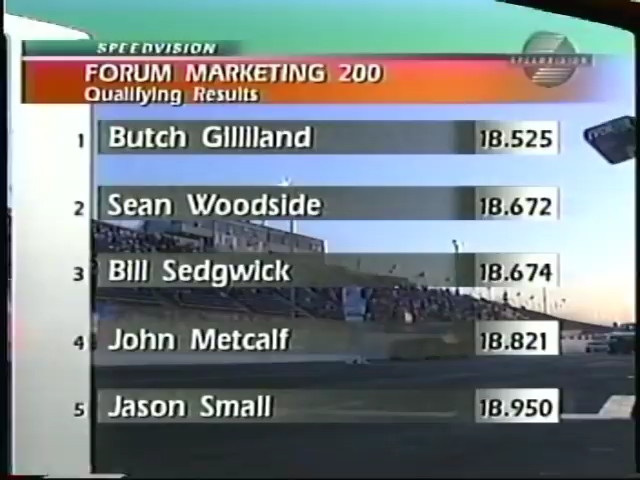 SPEEDVISION
SPEEDVISION
FORUM MARKETING 200
Qualifying Results
1 Butch Gilliland 18.525
2 Sean Woodside 18.672
3 Bill Sedgwick 18.674
4 John Metcalf 18.821
5 Jason Small 18.950